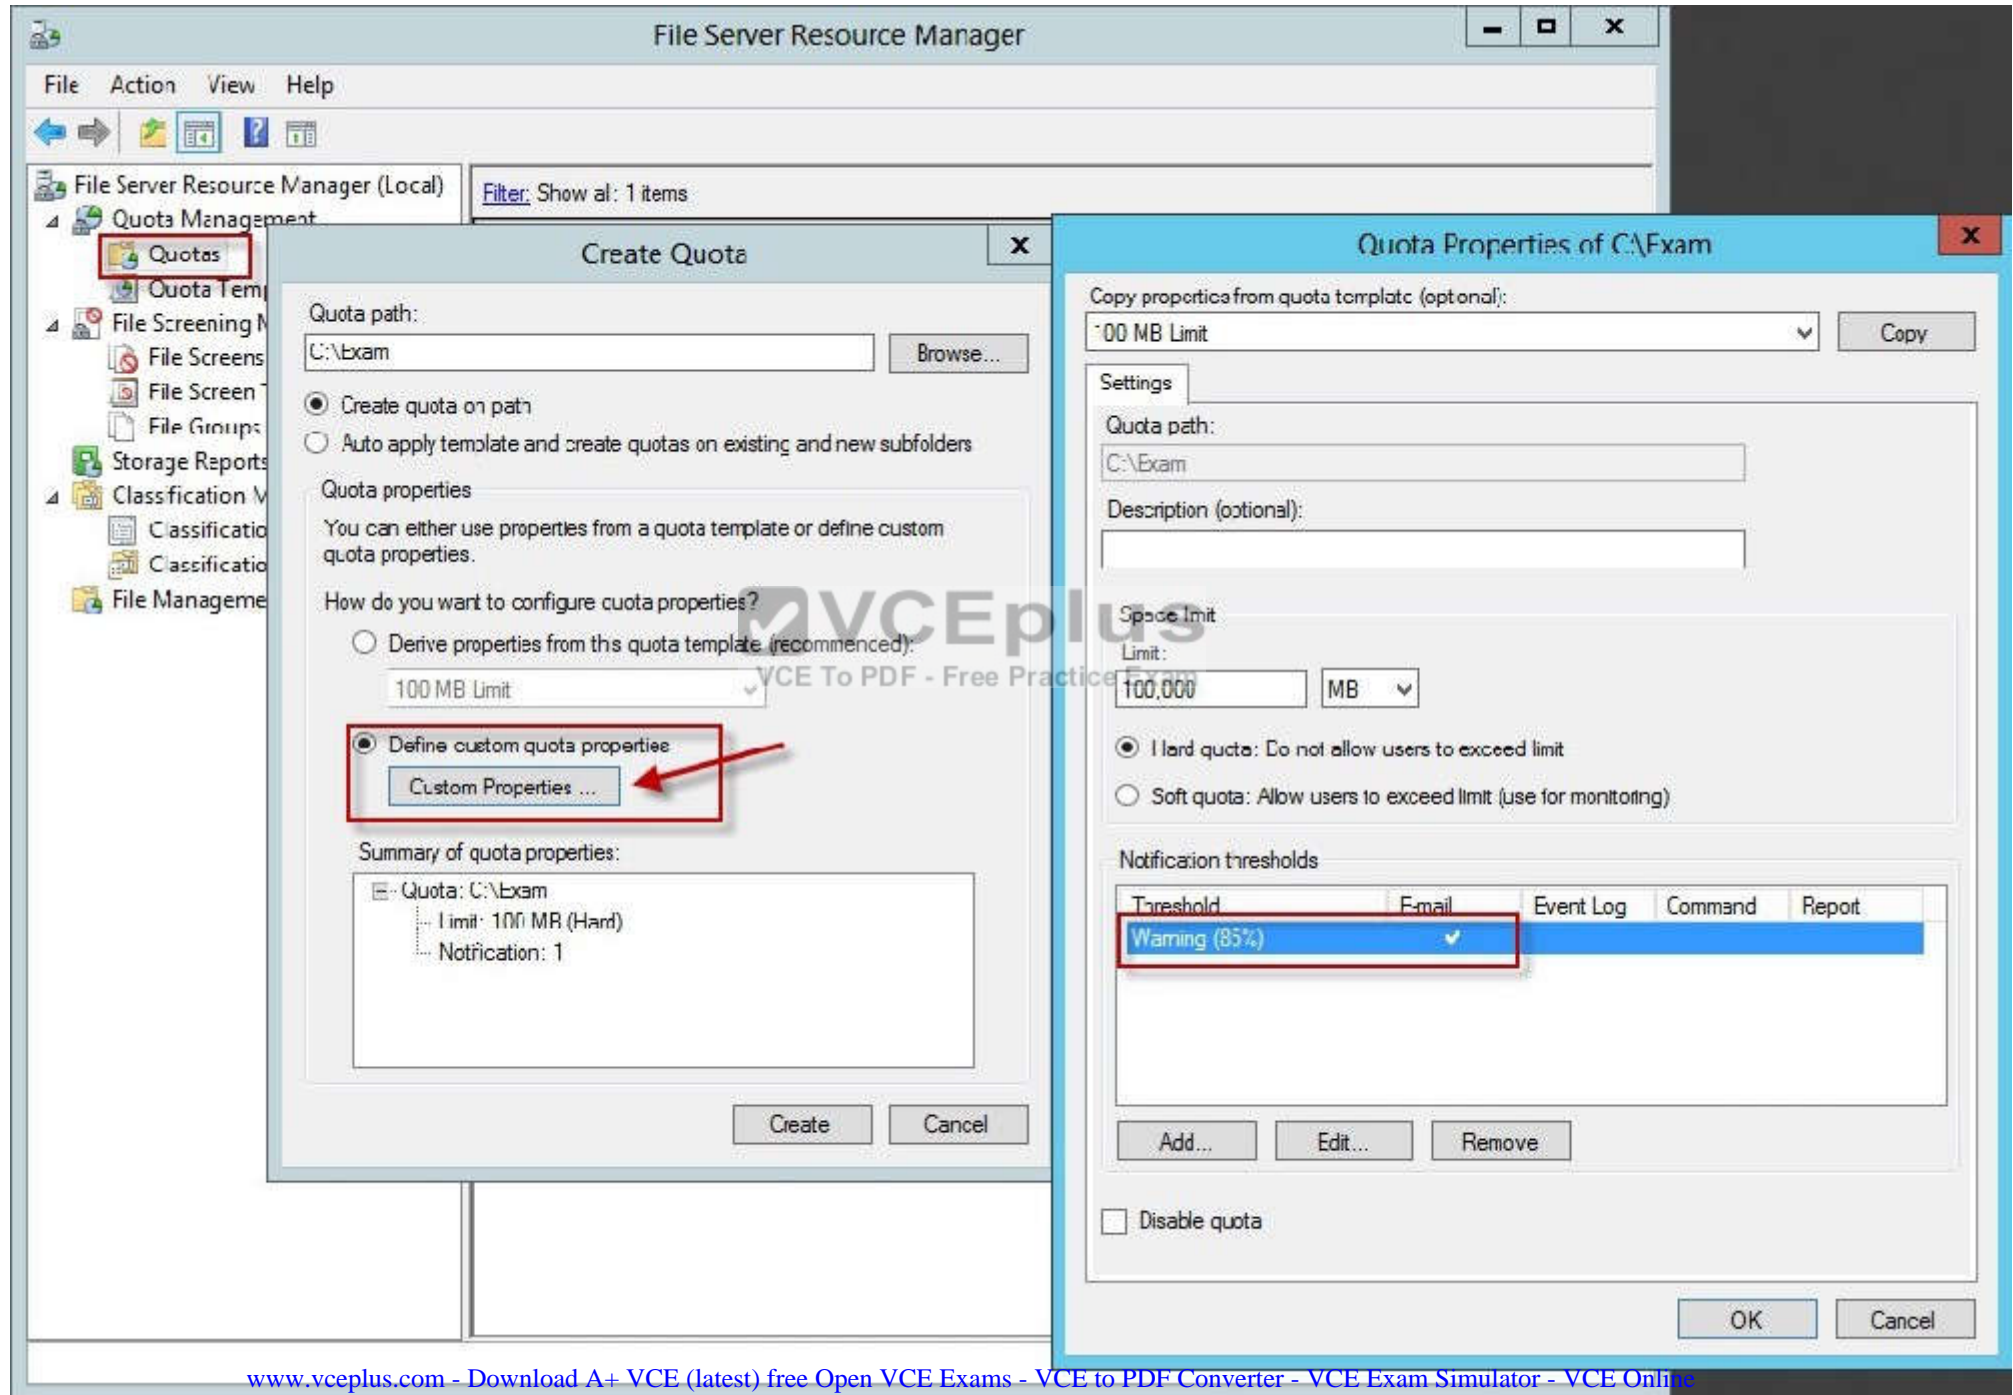 File Server Resource Manager
File Action View Help
File Server Resource Manager (Local)
Quota Management
Quotas
Quota Temp
File Screening M
File Screens
File Screen T
File Groups
Storage Reports
Classification M
Classificatio
Classificatio
File Manageme
Filter: Show all: 1 items
Create Quota
Quota path:
C:\Exam
Browse...
Create quota on path
Auto apply template and create quotas on existing and new subfolders
Quota properties
You can either use properties from a quota template or define custom
quota properties.
How do you want to configure quota properties?
Derive properties from this quota template (recommended):
100 MB Limit
Define custom quota properties
Custom Properties ...
Summary of quota properties:
Quota: C:\Exam
Limit: 100 MB (Hard)
Notification: 1
Create Cancel
Quota Properties of C:\Exam
Copy properties from quota template (optional):
100 MB Limit
Copy
Settings
Quota path:
C:\Exam
Description (optional):
Space limit
Limit:
100,000 MB
Hard quota: Do not allow users to exceed limit
Soft quota: Allow users to exceed limit (use for monitoring)
Notification thresholds
Threshold E-mail Event Log Command Report
Warning (85%)
Add... Edit... Remove
Disable quota
OK Cancel
VCEplus
VCE To PDF - Free Practice Exam
www.vceplus.com - Download A+ VCE (latest) free Open VCE Exams - VCE to PDF Converter - VCE Exam Simulator - VCE Online